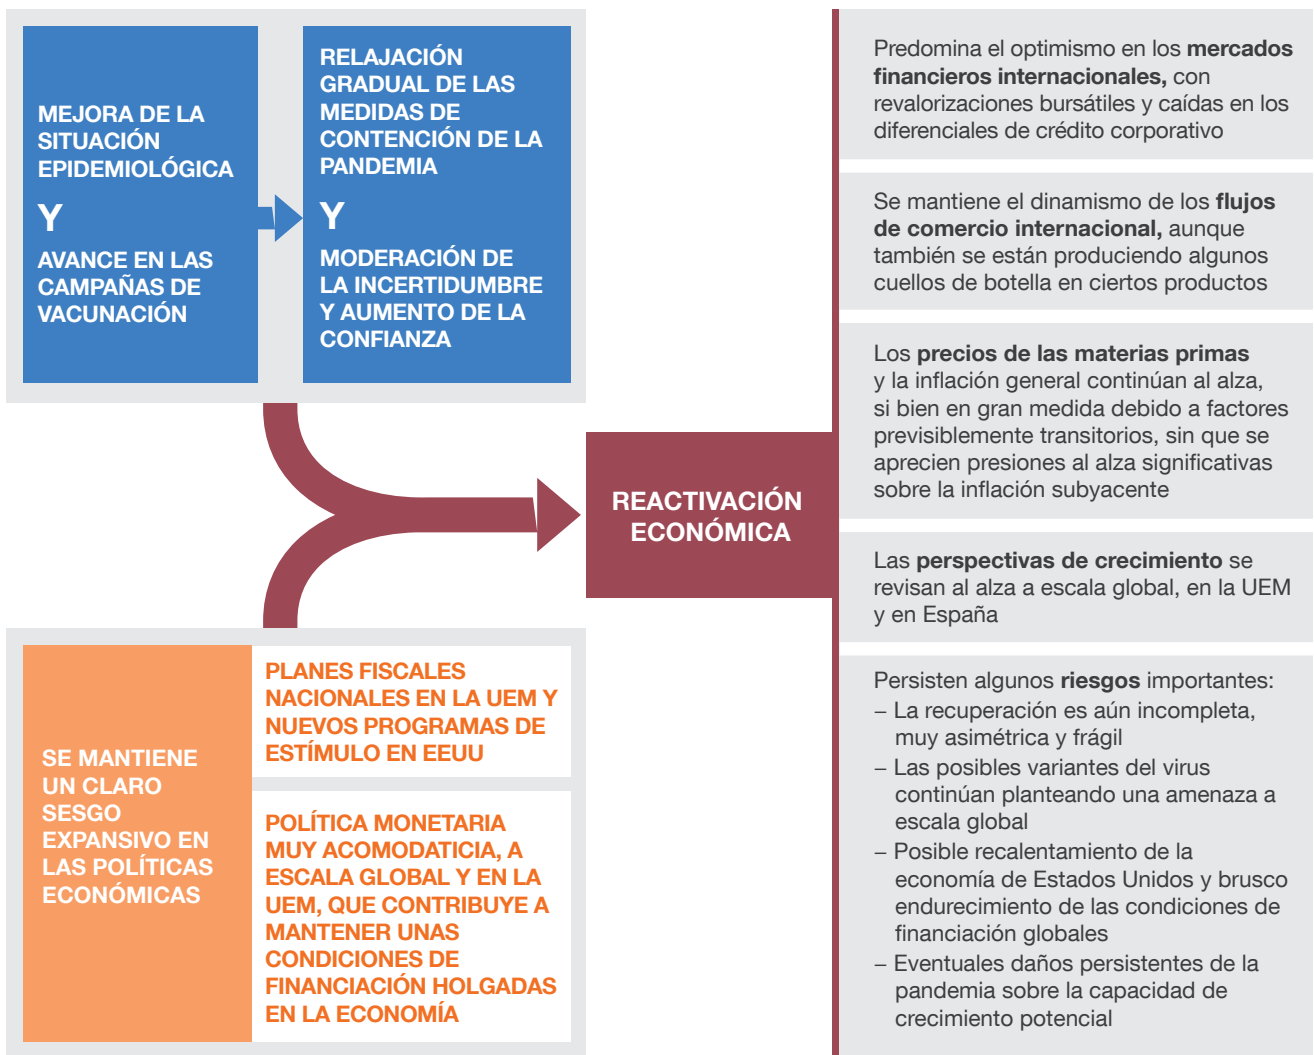 MEJORA DE LA
SITUACIÓN
EPIDEMIOLÓGICA
Y
AVANCE EN LAS
CAMPAÑAS DE
VACUNACIÓN
RELAJACIÓN
GRADUAL DE LAS
MEDIDAS DE
CONTENCIÓN DE LA
PANDEMIA
Y
MODERACIÓN DE
LA INCERTIDUMBRE
Y AUMENTO DE LA
CONFIANZA
SE MANTIENE
UN CLARO
SESGO
EXPANSIVO EN
LAS POLÍTICAS
ECONÓMICAS
PLANES FISCALES
NACIONALES EN LA UEM Y
NUEVOS PROGRAMAS DE
ESTÍMULO EN EEUU
POLÍTICA MONETARIA
MUY ACOMODATICIA, A
ESCALA GLOBAL Y EN LA
UEM, QUE CONTRIBUYE A
MANTENER UNAS
CONDICIONES DE
FINANCIACIÓN HOLGADAS
EN LA ECONOMÍA
REACTIVACIÓN
ECONÓMICA
Predomina el optimismo en los mercados
financieros internacionales, con
revalorizaciones bursátiles y caídas en los
diferenciales de crédito corporativo
Se mantiene el dinamismo de los flujos
de comercio internacional, aunque
también se están produciendo algunos
cuellos de botella en ciertos productos
Los precios de las materias primas
y la inflación general continúan al alza,
si bien en gran medida debido a factores
previsiblemente transitorios, sin que se
aprecien presiones al alza significativas
sobre la inflación subyacente
Las perspectivas de crecimiento se
revisan al alza a escala global, en la UEM
y en España
Persisten algunos riesgos importantes:
– La recuperación es aún incompleta,
muy asimétrica y frágil
– Las posibles variantes del virus
continúan planteando una amenaza a
escala global
– Posible recalentamiento de la
economía de Estados Unidos y brusco
endurecimiento de las condiciones de
financiación globales
– Eventuales daños persistentes de la
pandemia sobre la capacidad de
crecimiento potencial